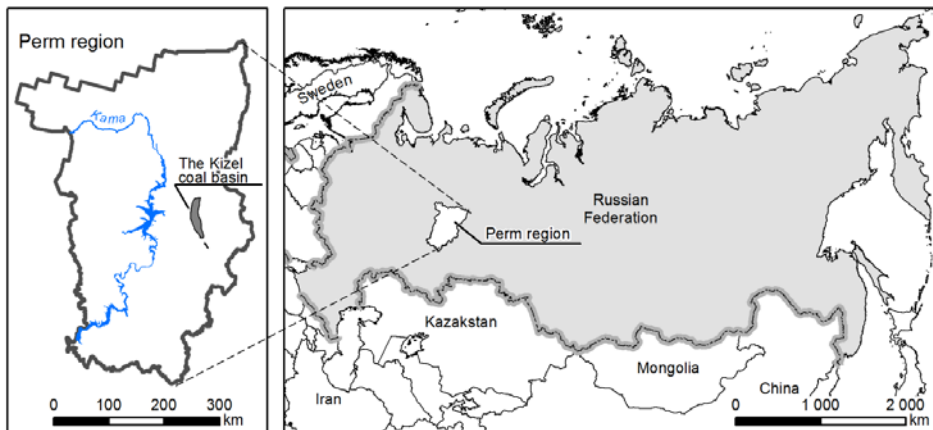 Perm region
Kama
The Kizel
coal basin
0 100 200 300
km
Sweden
Russian
Federation
Perm region
Kazakstan
Mongolia
China
Iran
0 1 000 2 000
km